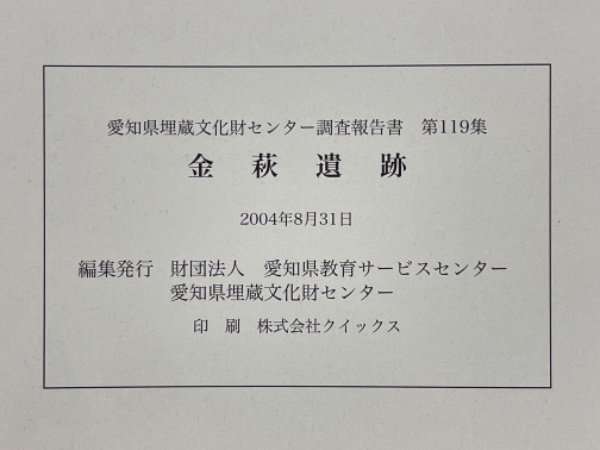 愛知県埋蔵文化財センター調査報告書　第119集
金　萩　遺　跡
2004年8月31日
編集発行　財団法人　愛知県教育サービスセンター
愛知県埋蔵文化財センター
印　刷　株式会社クイックス